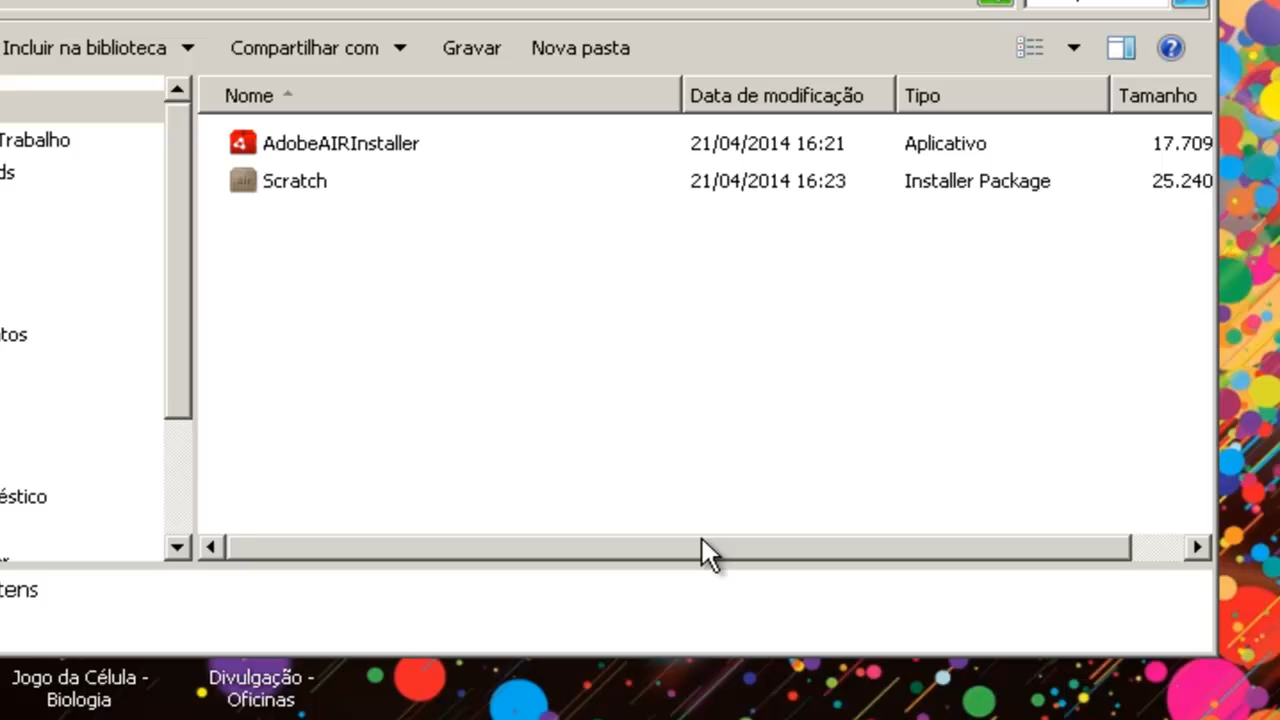 Incluir na biblioteca Compartilhar com Gravar Nova pasta
Nome Data de modificação Tipo Tamanho
Trabalho
AdobeAIRInstaller 21/04/2014 16:21 Aplicativo 17.709
ds
Scratch 21/04/2014 16:23 Installer Package 25.240
air
tos
éstico
tens
Jogo da Célula -
Biologia
Divulgação -
Oficinas